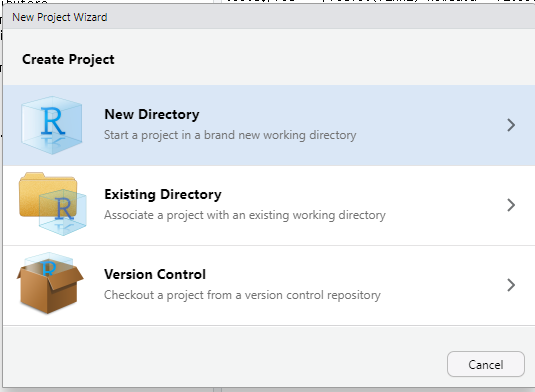 New Project Wizard
Create Project
R
New Directory
Start a project in a brand new working directory
R
Existing Directory
Associate a project with an existing working directory
Version Control
Checkout a project from a version control repository
Cancel